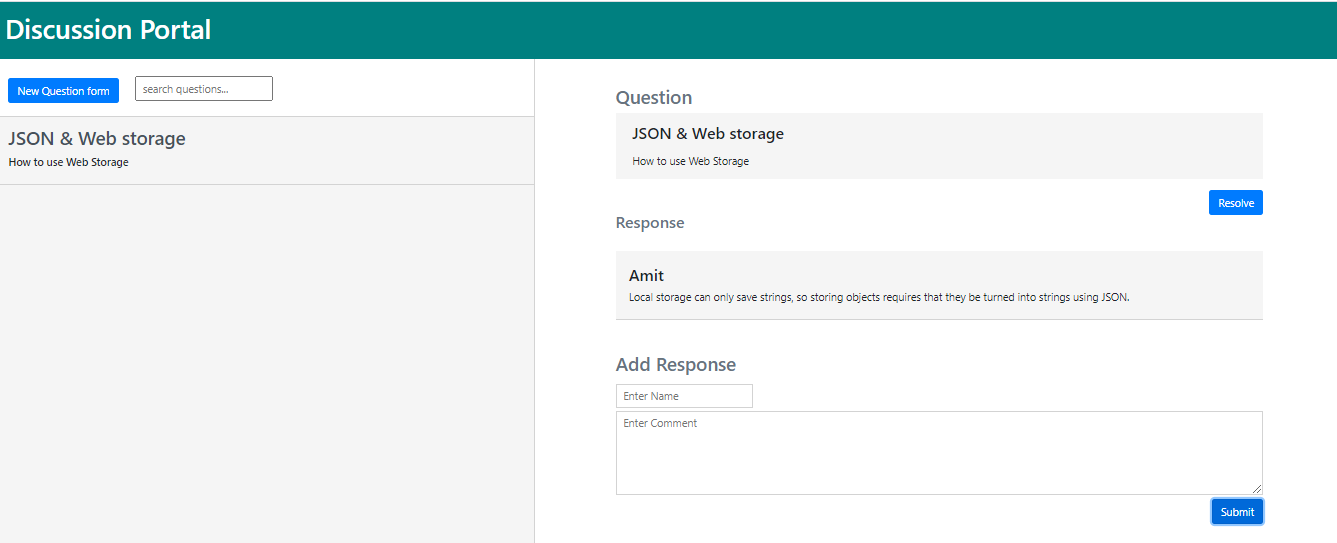 Discussion Portal
New Question form
search questions...
JSON & Web storage
How to use Web Storage
Question
JSON & Web storage
How to use Web Storage
Resolve
Response
Amit
Local storage can only save strings, so storing objects requires that they be turned into strings using JSON.
Add Response
Enter Name
Enter Comment
Submit